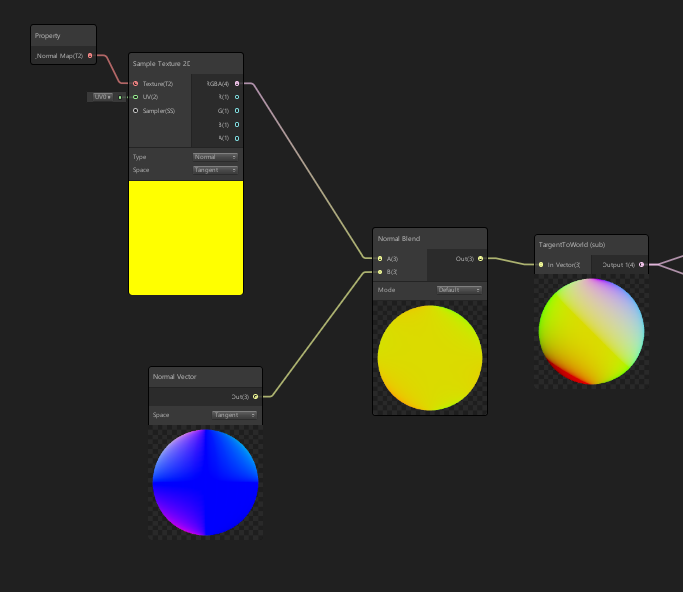 Property
_Normal Map(T2)
Sample Texture 2D
Texture(T2)
RGBA(4)
UV0
UV(2)
R(1)
Sampler(SS)
G(1)
B(1)
A(1)
Type
Normal
Space
Tangent
Normal Blend
A(3)
Out(3)
B(3)
Mode
Default
TargentToWorld (sub)
In Vector(3)
Output 1(4)
Normal Vector
Out(3)
Space
Tangent